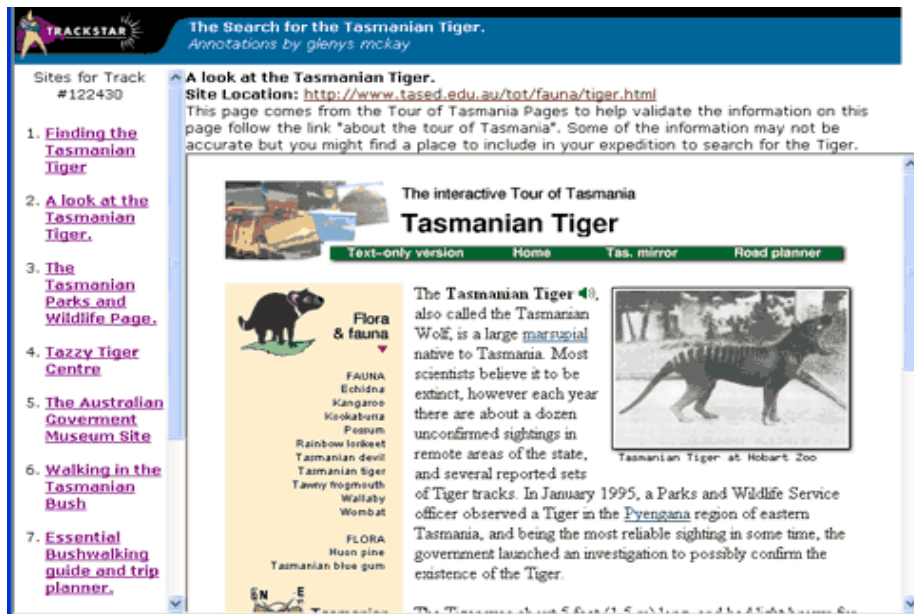 TRACKSTAR
The Search for the Tasmanian Tiger.
Annotations by glenys mckay
Sites for Track
#122430
1. Finding the
Tasmanian
Tiger
2. A look at the
Tasmanian
Tiger.
3. The
Tasmanian
Parks and
Wildlife Page.
4. Tazzy Tiger
Centre
5. The Australian
Goverment
Museum Site
6. Walking in the
Tasmanian
Bush
7. Essential
Bushwalking
guide and trip
planner.
A look at the Tasmanian Tiger.
Site Location: http://www.tased.edu.au/tot/fauna/tiger.html
This page comes from the Tour of Tasmania Pages to help validate the information on this
page follow the link "about the tour of Tasmania". Some of the information may not be
accurate but you might find a place to include in your expedition to search for the Tiger.
The interactive Tour of Tasmania
Tasmanian Tiger
Text-only version Home Tas. mirror Road planner
Flora
& fauna
FAUNA
Echidna
Kangaroo
Kookaburra
Possum
Rainbow lorikeet
Tasmanian devil
Tasmanian tiger
Tawny frogmouth
Wallaby
Wombat
FLORA
Huon pine
Tasmanian blue gum
N E
Tasmanian
The Tasmanian Tiger,
also called the Tasmanian
Wolf, is a large marsupial
native to Tasmania. Most
scientists believe it to be
extinct, however each year
there are about a dozen
unconfirmed sightings in
remote areas of the state,
and several reported sets
of Tiger tracks. In January 1995, a Parks and Wildlife Service
officer observed a Tiger in the Pyengana region of eastern
Tasmania, and being the most reliable sighting in some time, the
government launched an investigation to possibly confirm the
existence of the Tiger.
Tasmanian Tiger at Hobart Zoo